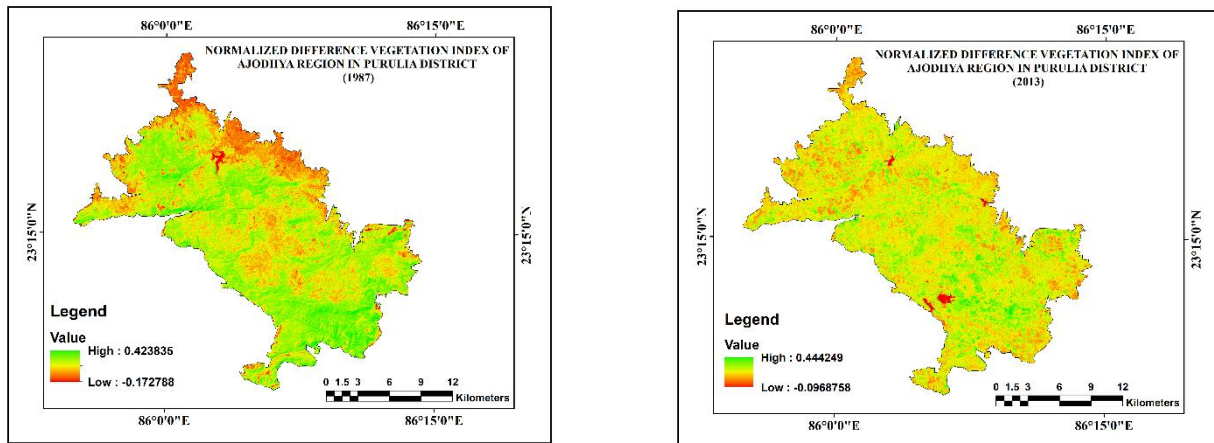 86°0'0"E
86°15'0"E
NORMALIZED DIFFERENCE VEGETATION INDEX OF
AJODHYA REGION IN PURULIA DISTRICT
(1987)
23°15'0"N
23°15'0"N
Legend
Value
High : 0.423835
Low : -0.172788
0 1.5 3 6 9 12
Kilometers
86°0'0"E
86°15'0"E
86°0'0"E
86°15'0"E
NORMALIZED DIFFERENCE VEGETATION INDEX OF
AJODHYA REGION IN PURULIA DISTRICT
(2013)
23°15'0"N
23°15'0"N
Legend
Value
High : 0.444249
Low : -0.0968758
0 1.5 3 6 9 12
Kilometers
86°0'0"E
86°15'0"E